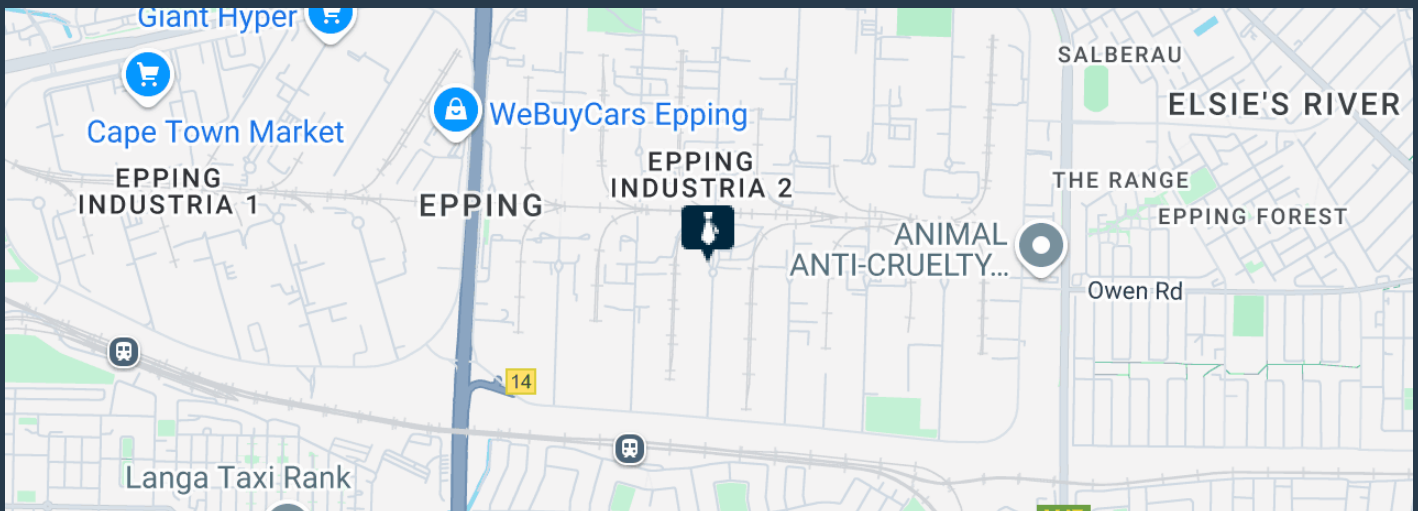 Giant Hyper
SALBERAU
ELSIE'S RIVER
WeBuyCars Epping
Cape Town Market
EPPING
INDUSTRIA 2
EPPING
INDUSTRIA 1
THE RANGE
EPPING
EPPING FOREST
ANIMAL
ANTI-CRUELTY...
Owen Rd
14
Langa Taxi Rank